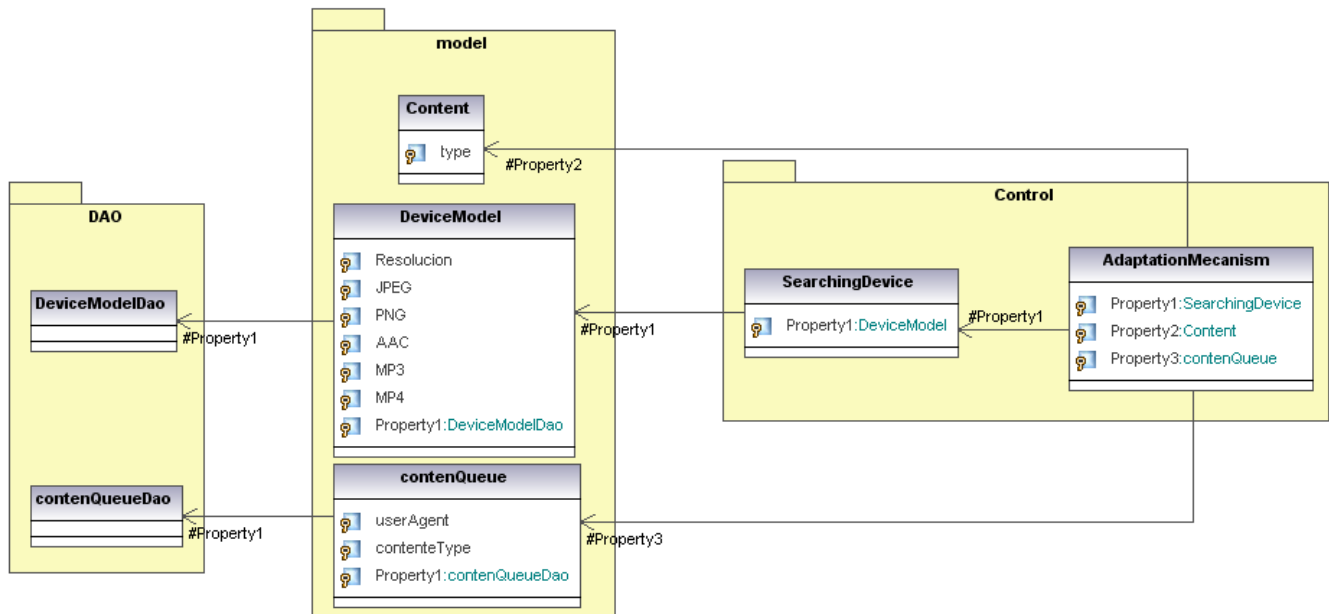 model
Content
type
#Property2
DAO
DeviceModelDao
#Property1
contenQueueDao
#Property1
DeviceModel
Resolucion
JPEG
PNG
AAC
MP3
MP4
Property1:DeviceModelDao
#Property1
contenQueue
userAgent
contenteType
Property1:contenQueueDao
#Property3
Control
SearchingDevice
Property1:DeviceModel
#Property1
AdaptationMecanism
Property1:SearchingDevice
Property2:Content
Property3:contenQueue